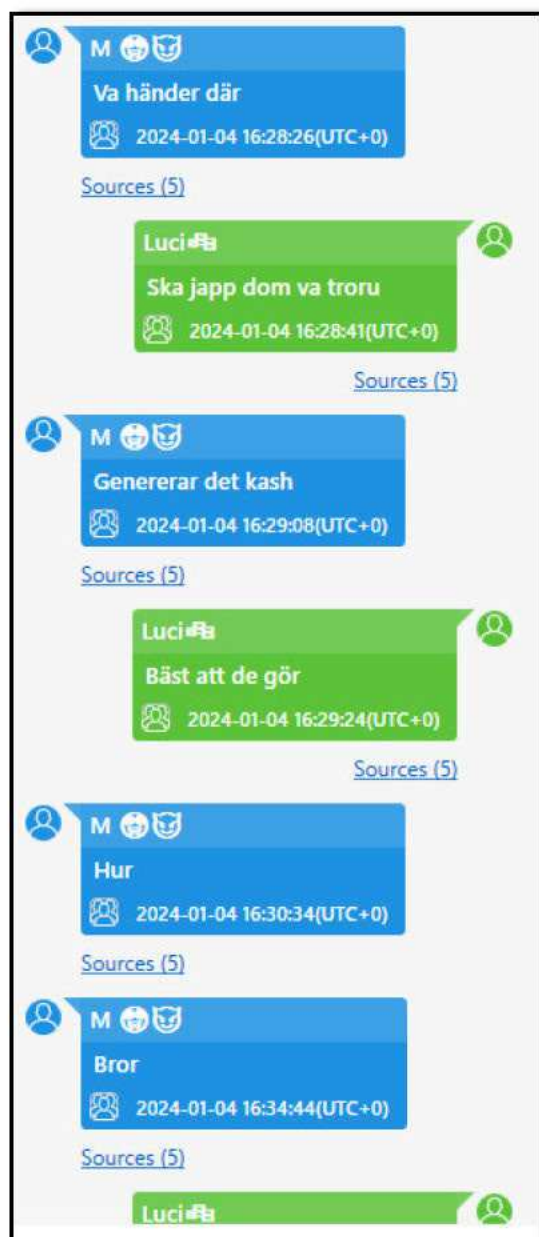 M
Va händer där
2024-01-04 16:28:26(UTC+0)
Sources (5)
Luci
Ska japp dom va troru
2024-01-04 16:28:41(UTC+0)
Sources (5)
M
Genererar det kash
2024-01-04 16:29:08(UTC+0)
Sources (5)
Luci
Bäst att de gör
2024-01-04 16:29:24(UTC+0)
Sources (5)
M
Hur
2024-01-04 16:30:34(UTC+0)
Sources (5)
M
Bror
2024-01-04 16:34:44(UTC+0)
Sources (5)
Luci